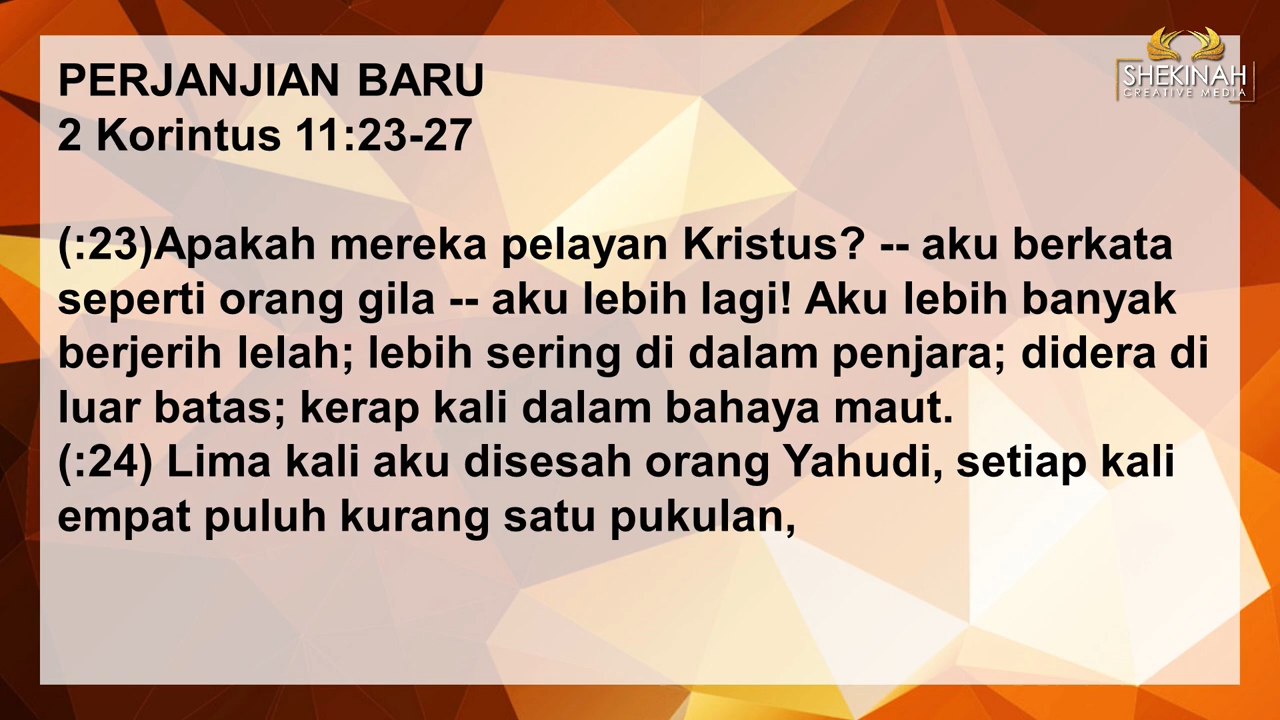 PERJANJIAN BARU
2 Korintus 11:23-27
(:23)Apakah mereka pelayan Kristus? -- aku berkata
seperti orang gila -- aku lebih lagi! Aku lebih banyak
berjerih lelah; lebih sering di dalam penjara; didera di
luar batas; kerap kali dalam bahaya maut.
(:24) Lima kali aku disesah orang Yahudi, setiap kali
empat puluh kurang satu pukulan,
SHEKINAH
CREATIVE MEDIA